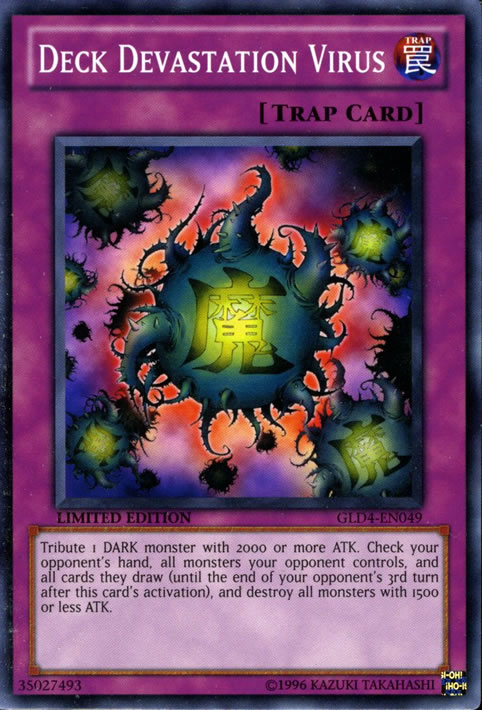 DECK DEVASTATION VIRUS
TRAP
罠
[TRAP CARD]
魔
魔
魔
LIMITED EDITION
GLD4-EN049
Tribute 1 DARK monster with 2000 or more ATK. Check your
opponent's hand, all monsters your opponent controls, and
all cards they draw (until the end of your opponent's 3rd turn
after this card's activation), and destroy all monsters with 1500
or less ATK.
35027493
©1996 KAZUKI TAKAHASHI